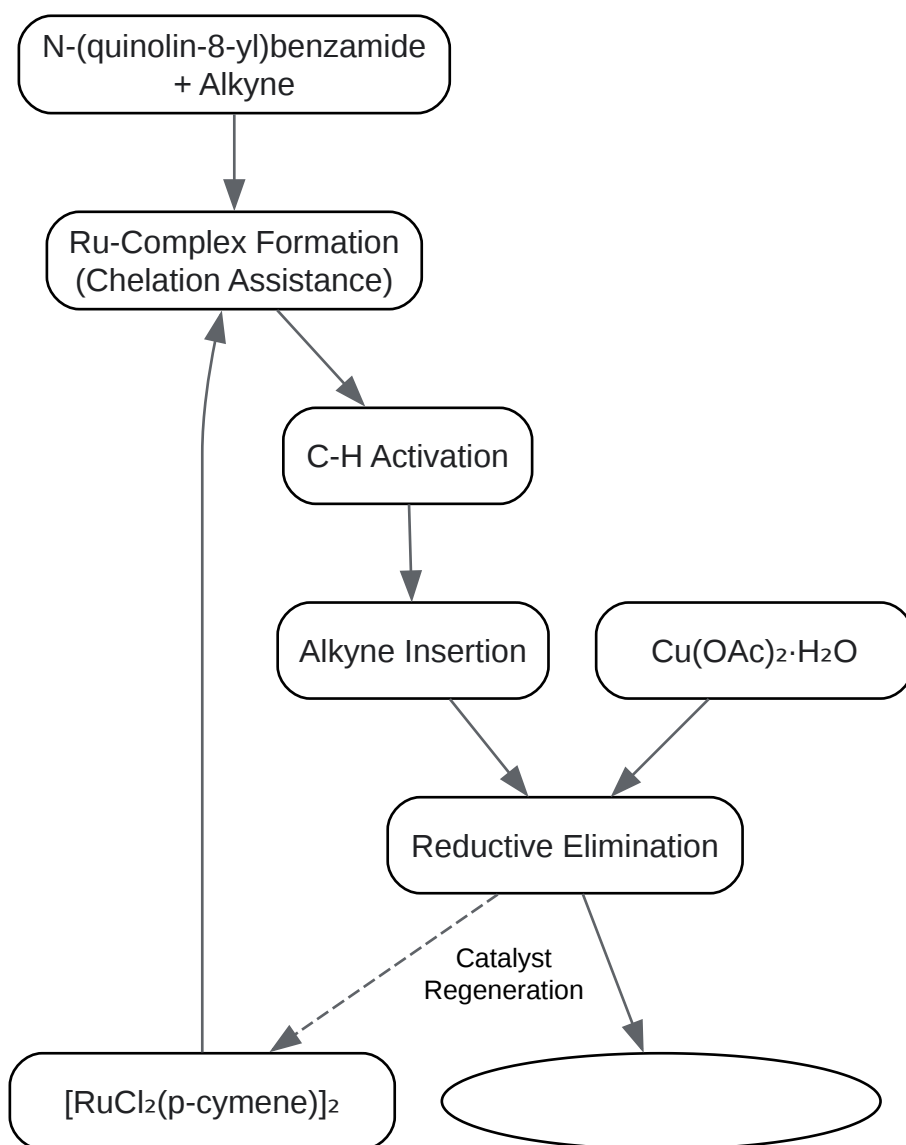 N-(quinolin-8-yl)benzamide
+ Alkyne
Ru-Complex Formation
(Chelation Assistance)
C-H Activation
Alkyne Insertion
Cu(OAc)₂·H₂O
Reductive Elimination
Catalyst
Regeneration
[RuCl₂(p-cymene)]₂